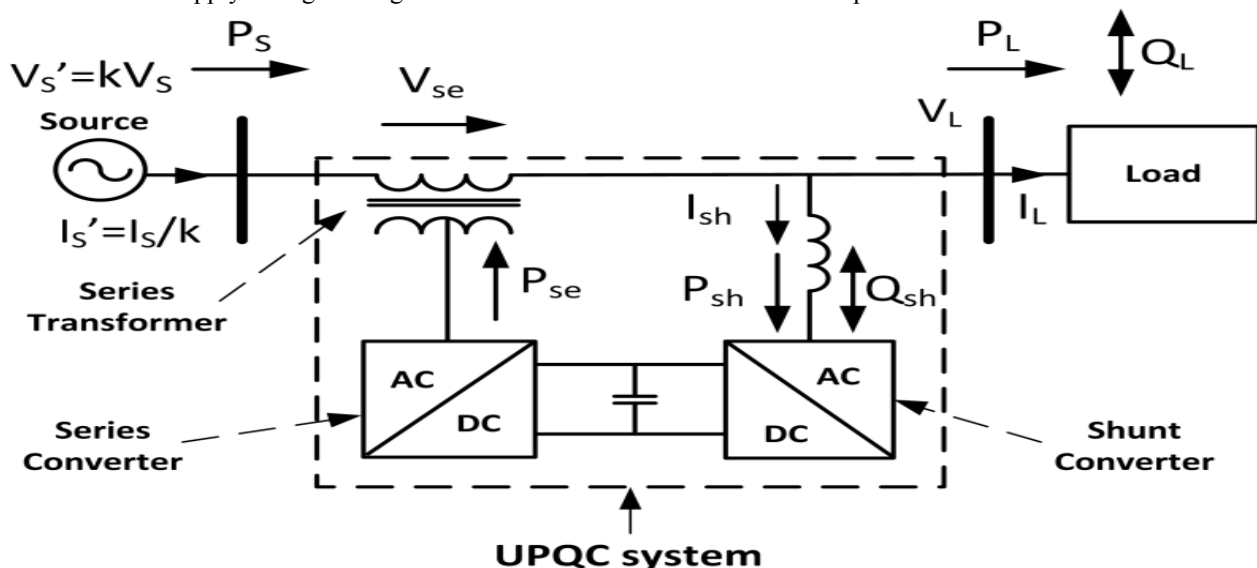 supply
P_S
P_L
Q_L
V_S'=kV_S
V_se
V_L
Source
Load
I_S'=I_S/k
I_sh
I_L
Series
Transformer
P_se
P_sh
Q_sh
AC
DC
AC
DC
Series
Converter
Shunt
Converter
UPQC system